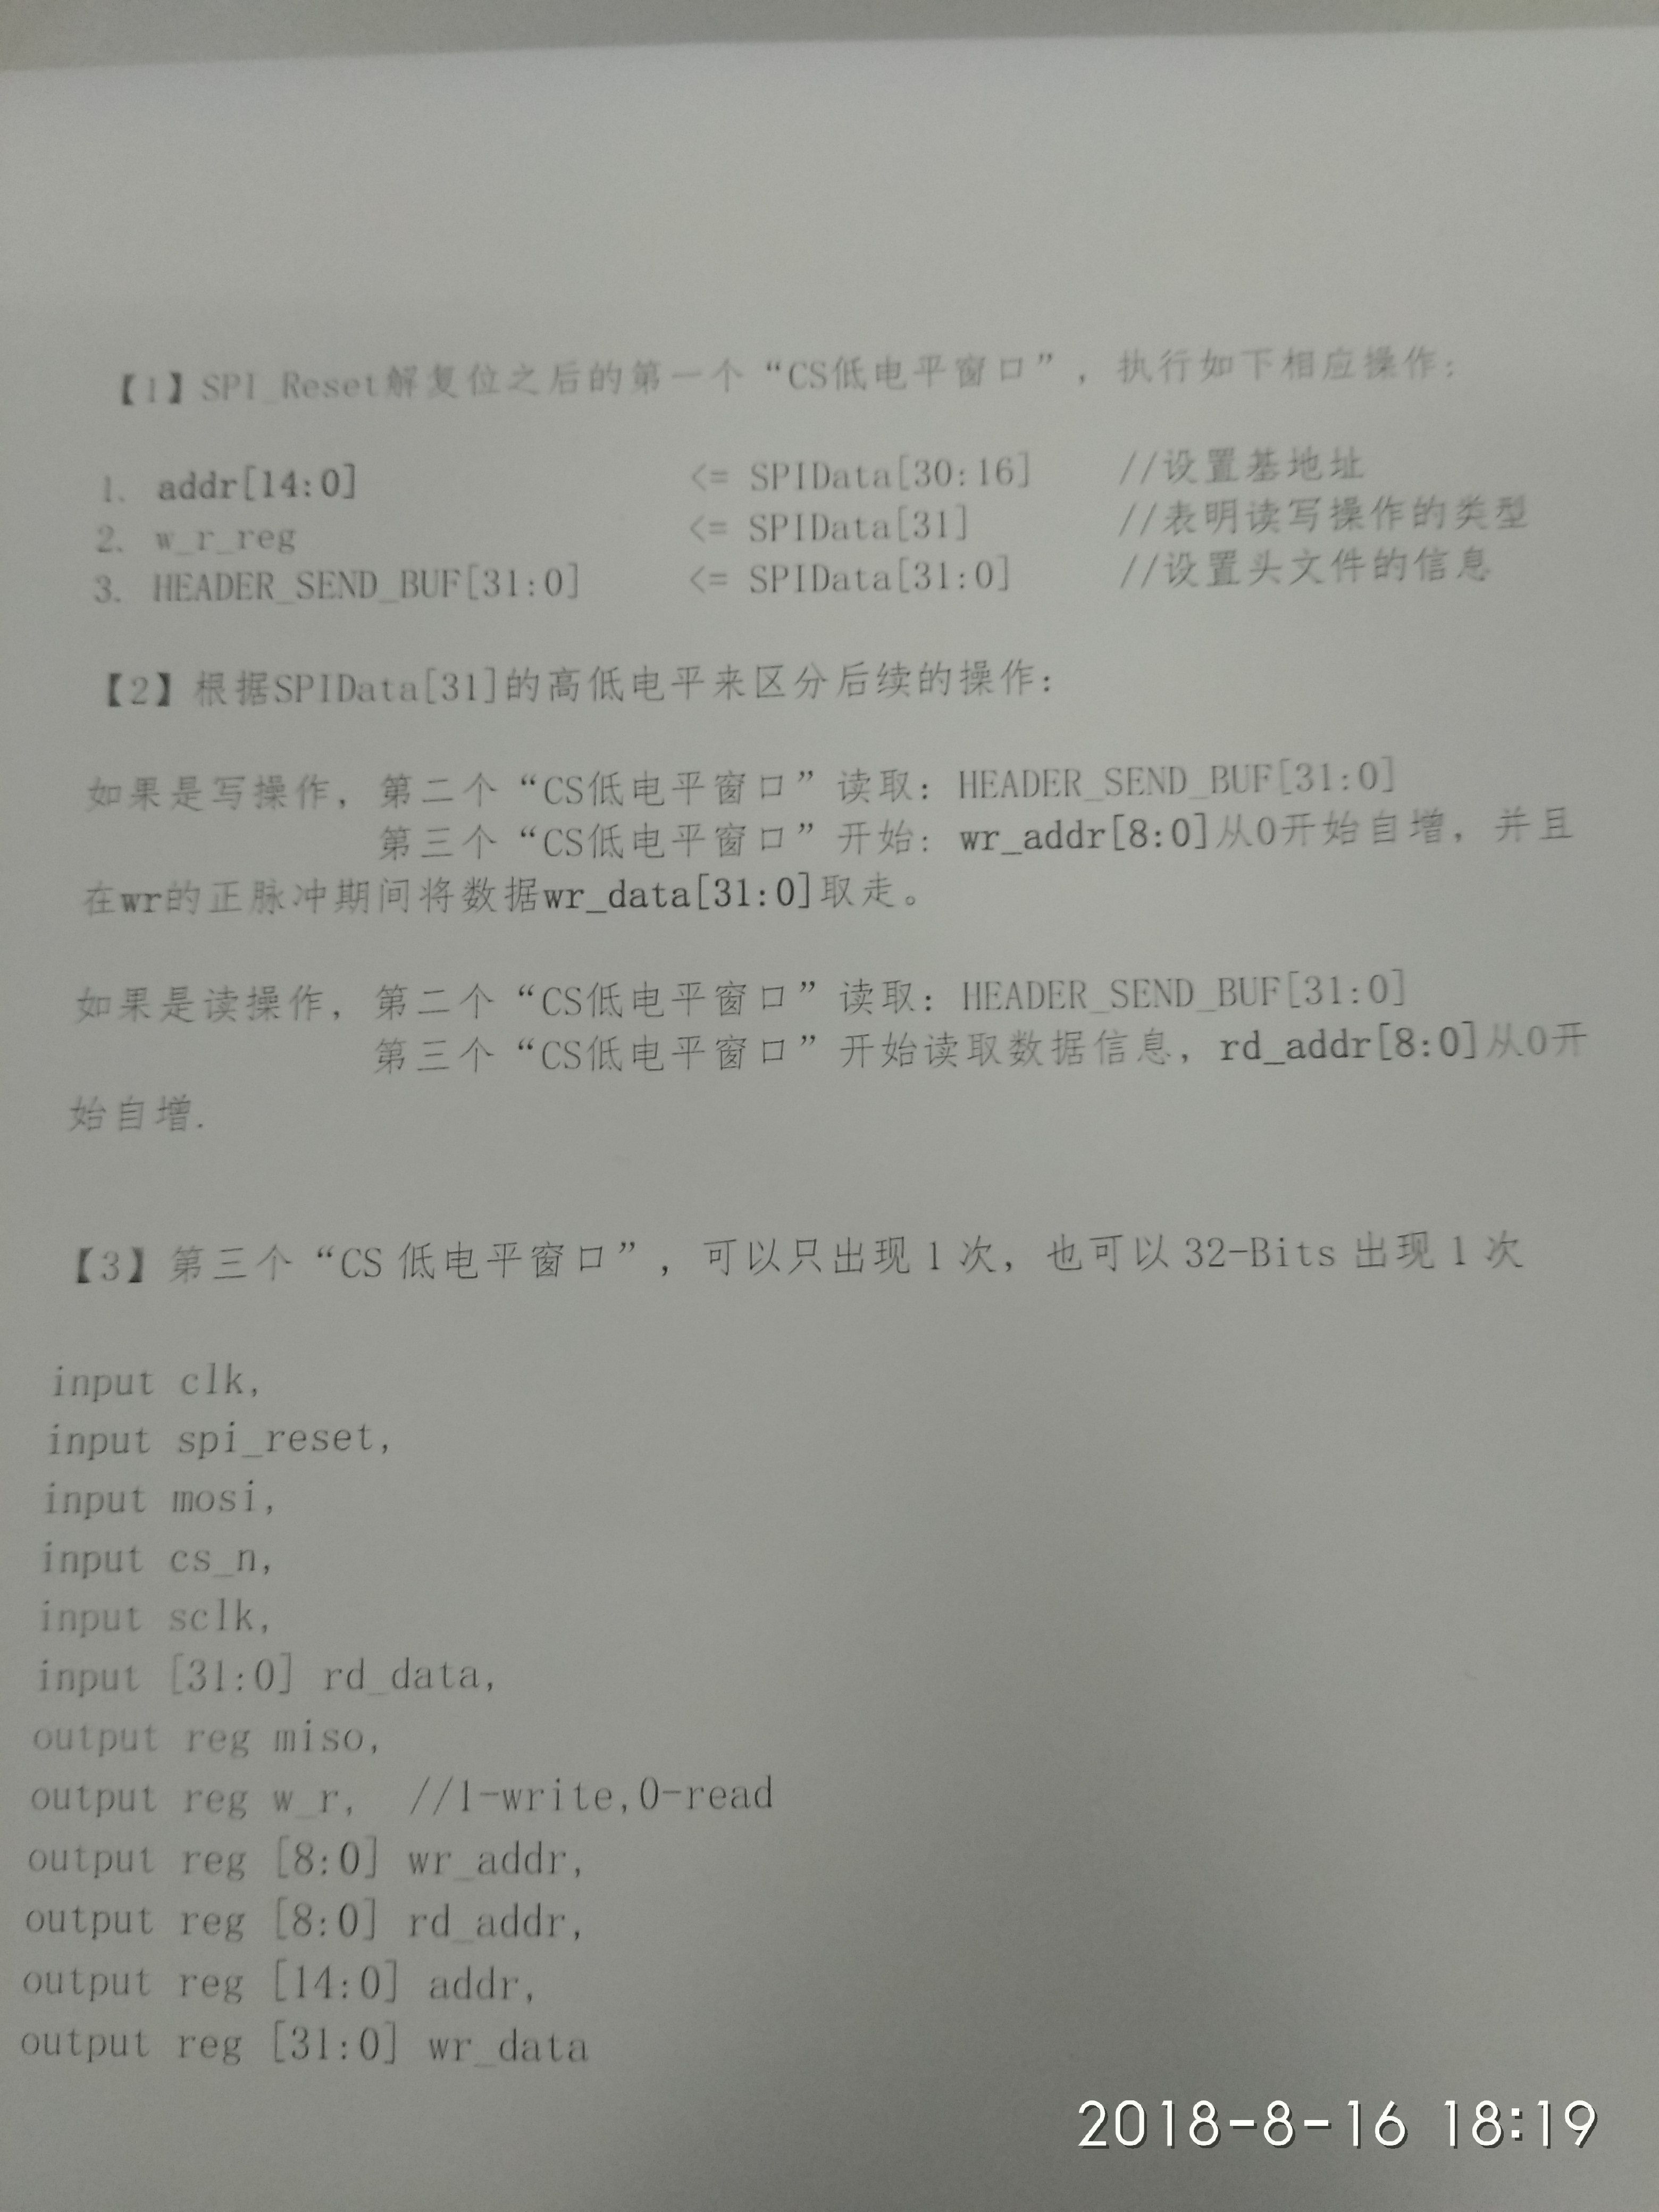 【1】SPI_Reset解复位之后的第一个“CS低电平窗口”，执行如下相应操作：
1. addr[14:0] <= SPIData[30:16] //设置基地址
2. w_r_reg <= SPIData[31] //表明读写操作的类型
3. HEADER_SEND_BUF[31:0] <= SPIData[31:0] //设置头文件的信息
【2】根据SPIData[31]的高低电平来区分后续的操作：
如果是写操作，第二个“CS低电平窗口”读取：HEADER_SEND_BUF[31:0]
第三个“CS低电平窗口”开始：wr_addr[8:0]从0开始自增，并且
在wr的正脉冲期间将数据wr_data[31:0]取走。
如果是读操作，第二个“CS低电平窗口”读取：HEADER_SEND_BUF[31:0]
第三个“CS低电平窗口”开始读取数据信息，rd_addr[8:0]从0开
始自增.
【3】第三个“CS 低电平窗口”，可以只出现 1 次，也可以 32-Bits 出现 1 次
input clk,
input spi_reset,
input mosi,
input cs_n,
input sclk,
input [31:0] rd_data,
output reg miso,
output reg w_r, //1-write,0-read
output reg [8:0] wr_addr,
output reg [8:0] rd_addr,
output reg [14:0] addr,
output reg [31:0] wr_data
2018-8-16 18:19